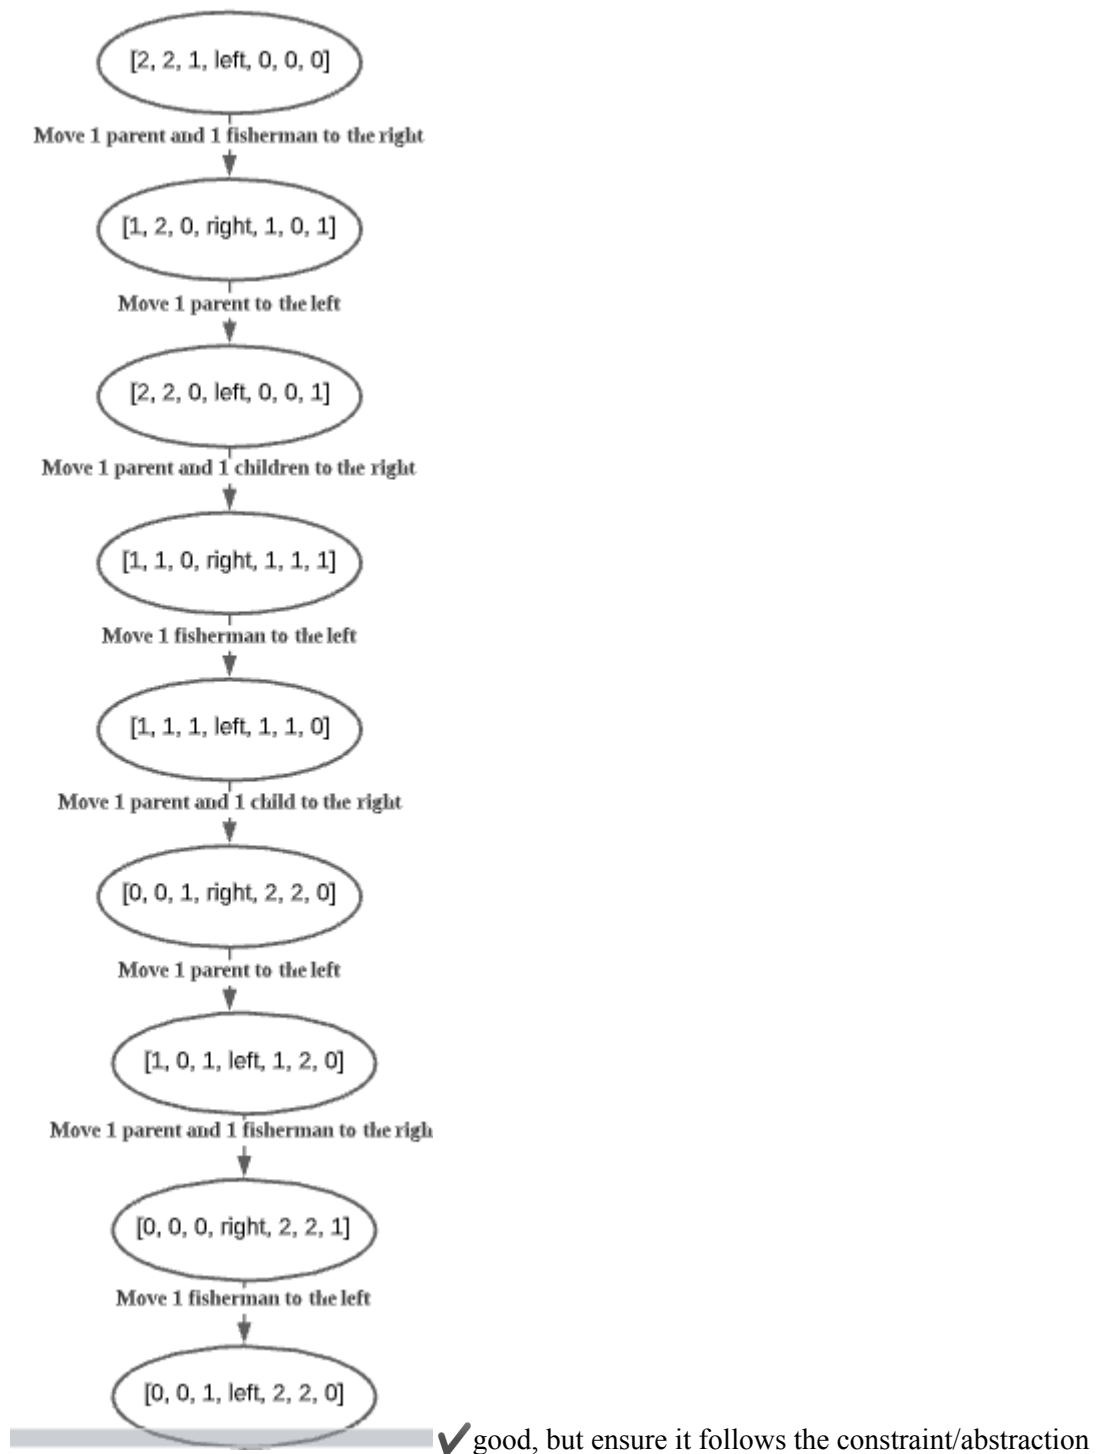 [2, 2, 1, left, 0, 0, 0]
Move 1 parent and 1 fisherman to the right
[1, 2, 0, right, 1, 0, 1]
Move 1 parent to the left
[2, 2, 0, left, 0, 0, 1]
Move 1 parent and 1 children to the right
[1, 1, 0, right, 1, 1, 1]
Move 1 fisherman to the left
[1, 1, 1, left, 1, 1, 0]
Move 1 parent and 1 child to the right
[0, 0, 1, right, 2, 2, 0]
Move 1 parent to the left
[1, 0, 1, left, 1, 2, 0]
Move 1 parent and 1 fisherman to the righ
[0, 0, 0, right, 2, 2, 1]
Move 1 fisherman to the left
[0, 0, 1, left, 2, 2, 0]
✔good, but ensure it follows the constraint/abstraction